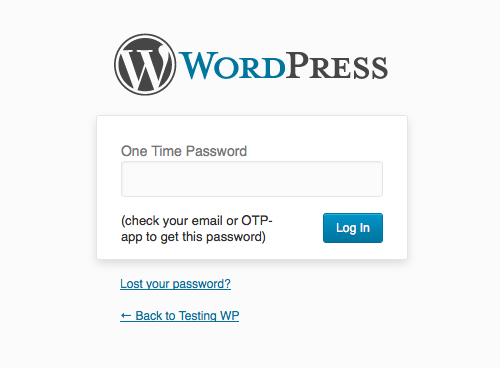 WORDPRESS
One Time Password
(check your email or OTP-
app to get this password)
Log In
Lost your password?
← Back to Testing WP